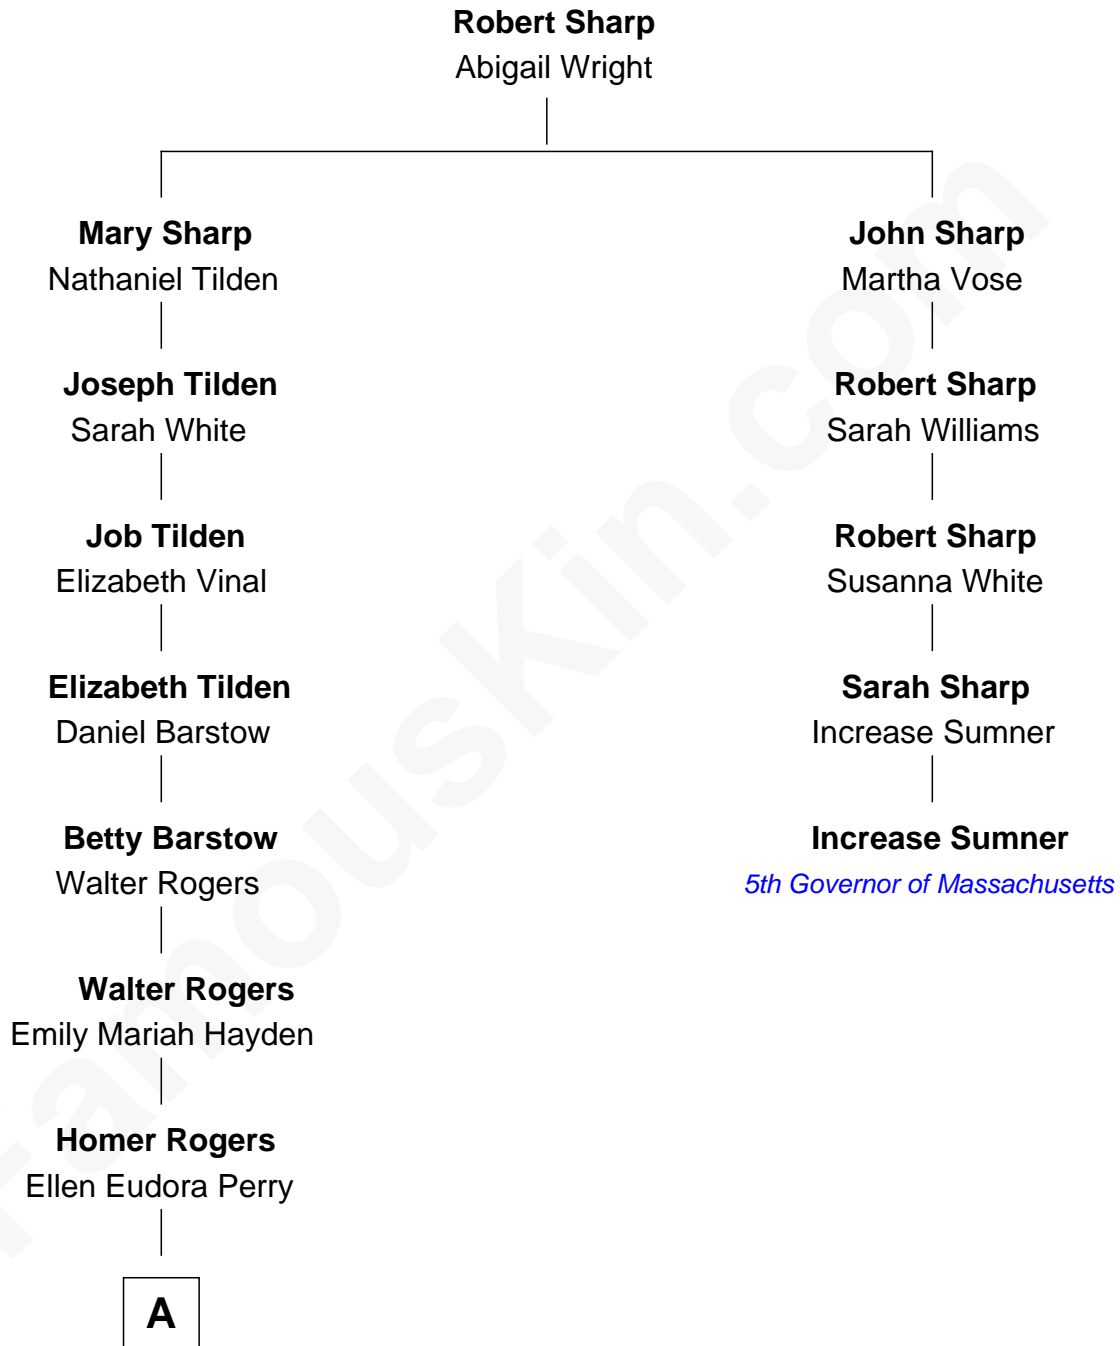 Robert Sharp
Abigail Wright
Mary Sharp
Nathaniel Tilden
John Sharp
Martha Vose
Joseph Tilden
Sarah White
Robert Sharp
Sarah Williams
Job Tilden
Elizabeth Vinal
Robert Sharp
Susanna White
Elizabeth Tilden
Daniel Barstow
Sarah Sharp
Increase Sumner
Betty Barstow
Walter Rogers
Increase Sumner
5th Governor of Massachusetts
Walter Rogers
Emily Mariah Hayden
Homer Rogers
Ellen Eudora Perry
A
FamousKin.com